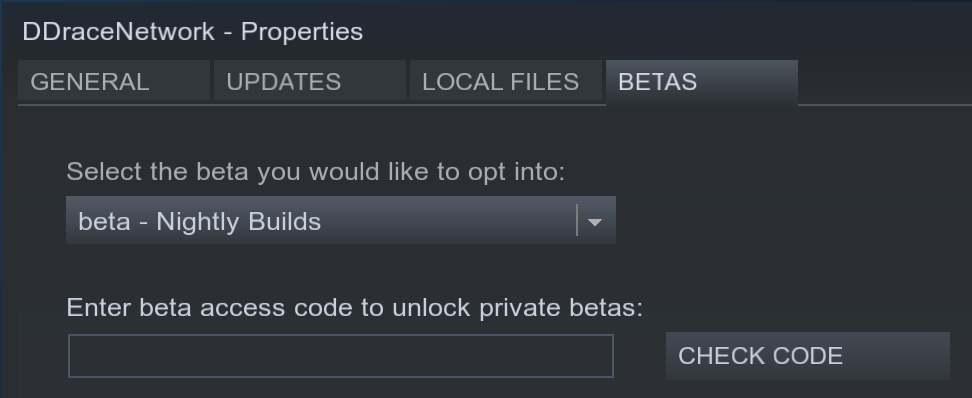 DDraceNetwork - Properties
GENERAL UPDATES LOCAL FILES BETAS
Select the beta you would like to opt into:
beta - Nightly Builds
Enter beta access code to unlock private betas:
CHECK CODE